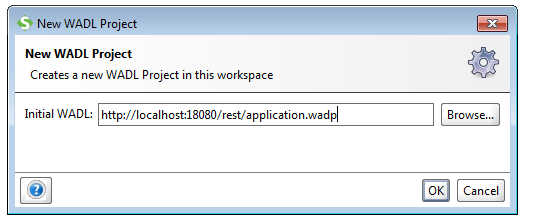 New WADL Project
New WADL Project
Creates a new WADL Project in this workspace
Initial WADL: http://localhost:18080/rest/application.wadp Browse...
OK Cancel